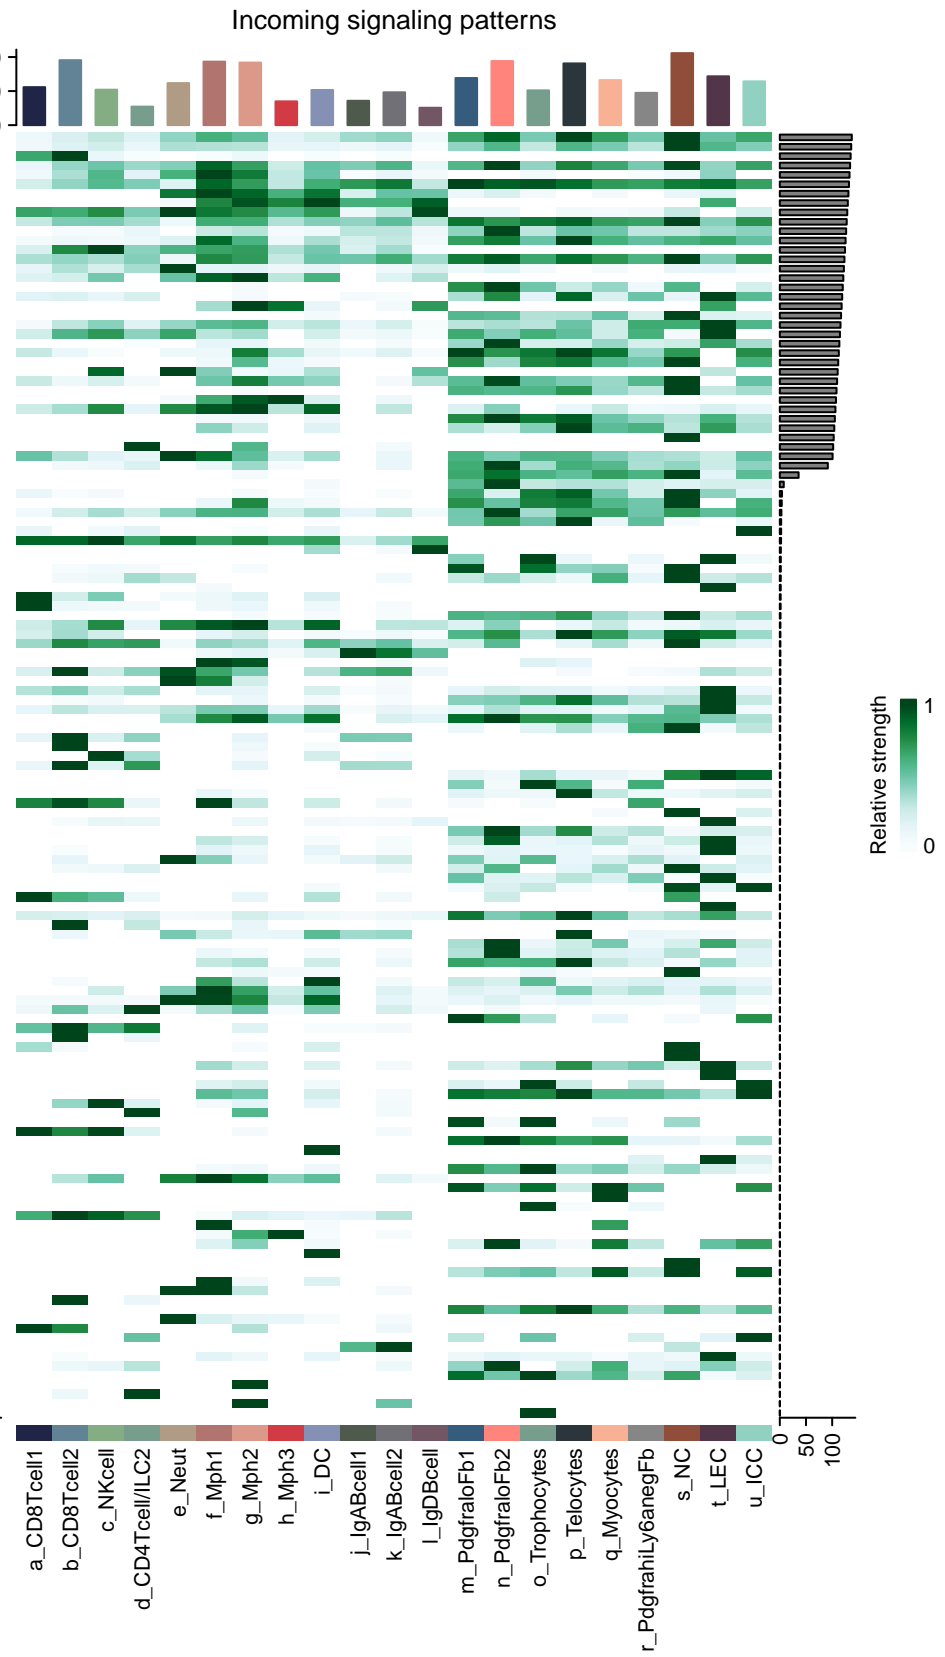 Incoming signaling patterns
Relative strength
1
0
0
50
100
a_CD8Tcell1
b_CD8Tcell2
c_NKcell
d_CD4Tcell/ILC2
e_Neut
f_Mph1
g_Mph2
h_Mph3
i_DC
j_IgABcell1
k_IgABcell2
l_IgDBcell
m_PdgfraloFb1
n_PdgfraloFb2
o_Trophocytes
p_Telocytes
q_Myocytes
r_PdgfrahiLy6anegFb
s_NC
t_LEC
u_ICC